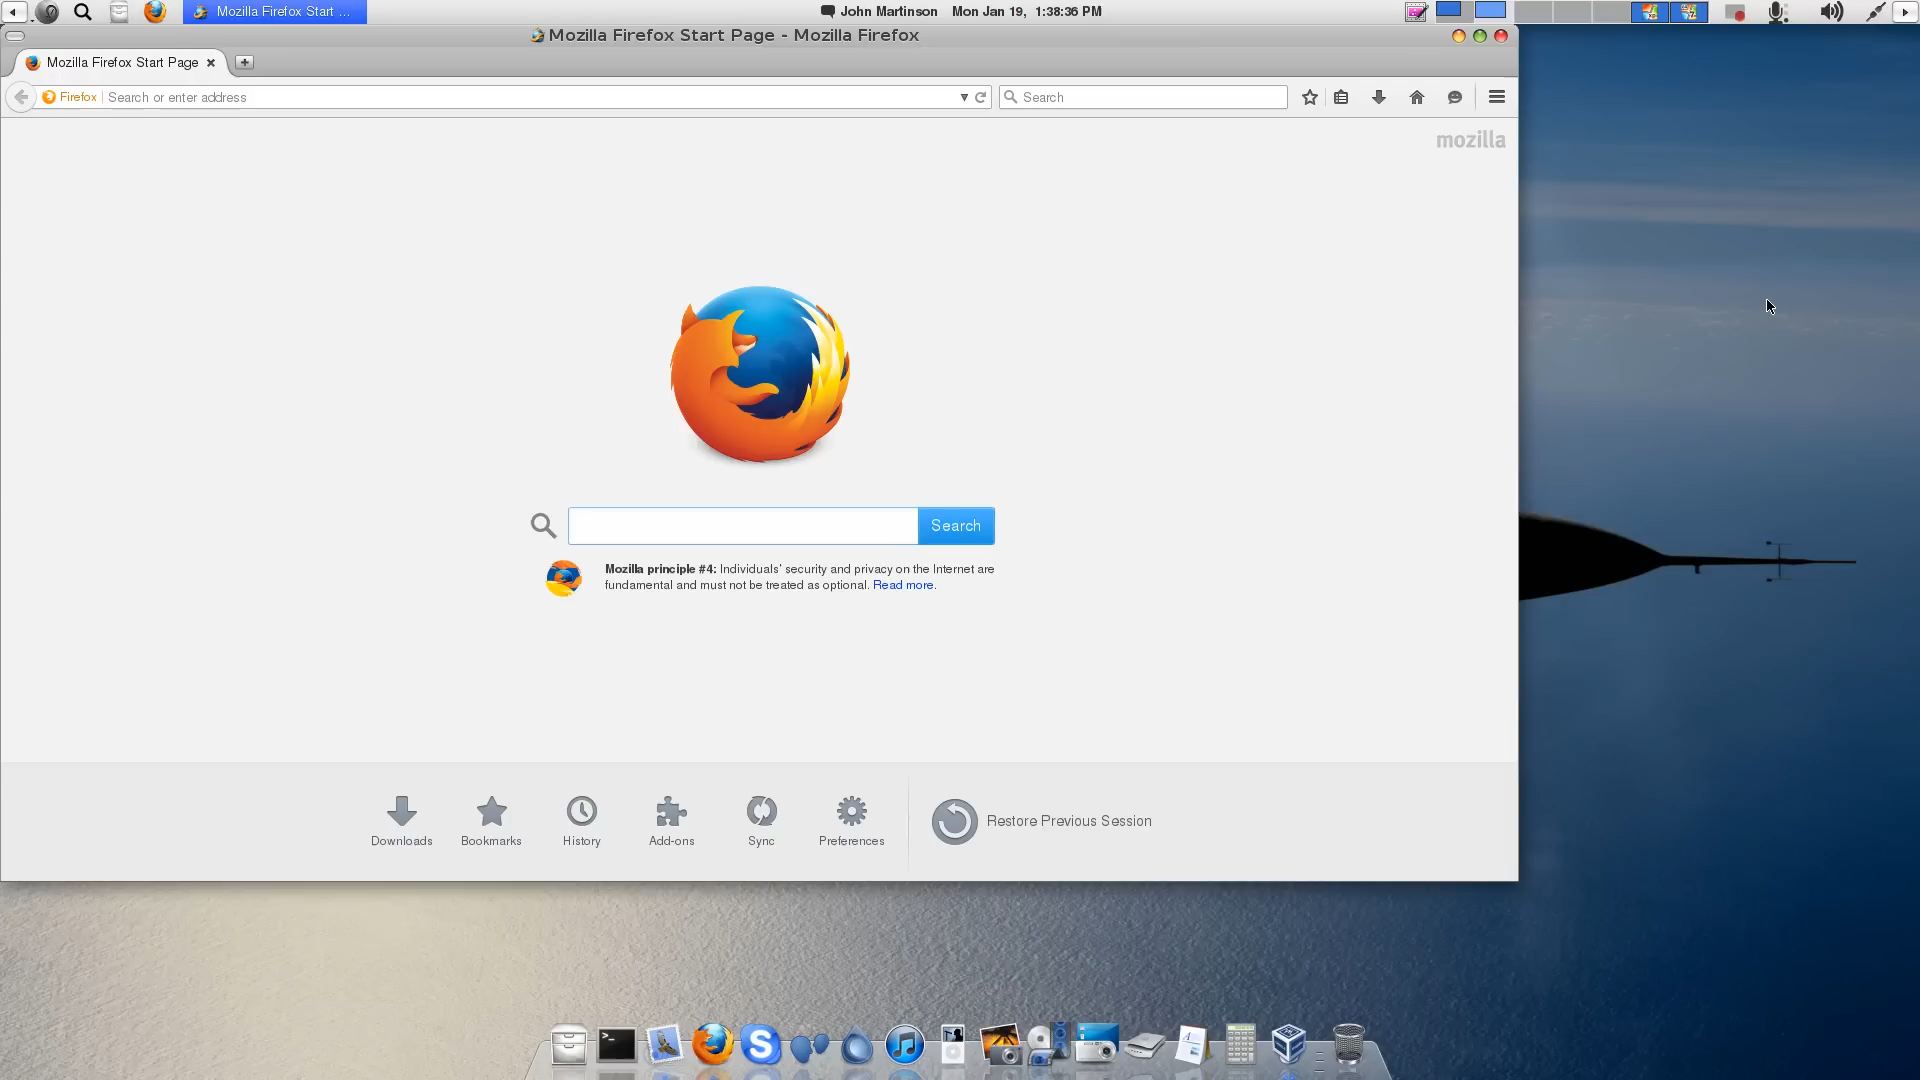 Mozilla Firefox Start ...
John Martinson Mon Jan 19, 1:38:36 PM
Mozilla Firefox Start Page - Mozilla Firefox
Mozilla Firefox Start Page
Firefox Search or enter address
Search
mozilla
Search
Mozilla principle #4: Individuals' security and privacy on the Internet are
fundamental and must not be treated as optional. Read more.
Downloads
Bookmarks
History
Add-ons
Sync
Preferences
Restore Previous Session